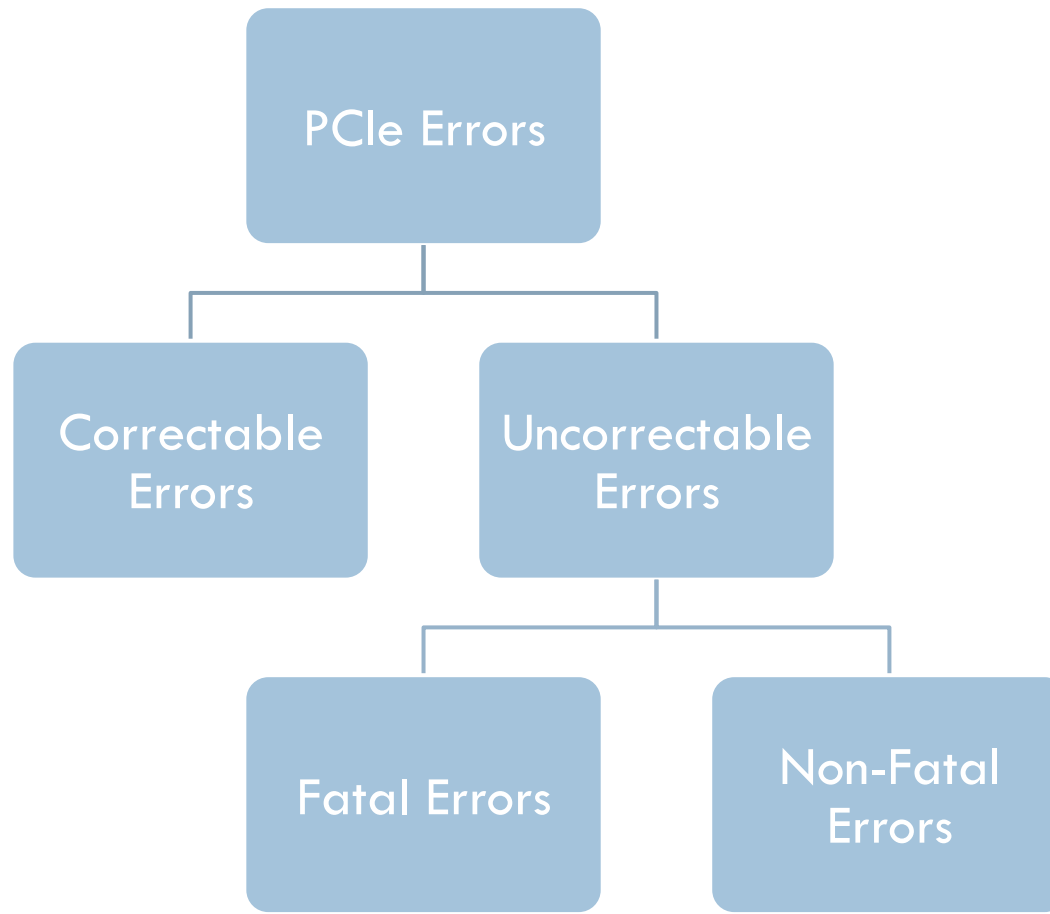 PCIe Errors
Correctable
Errors
Uncorrectable
Errors
Fatal Errors
Non-Fatal
Errors